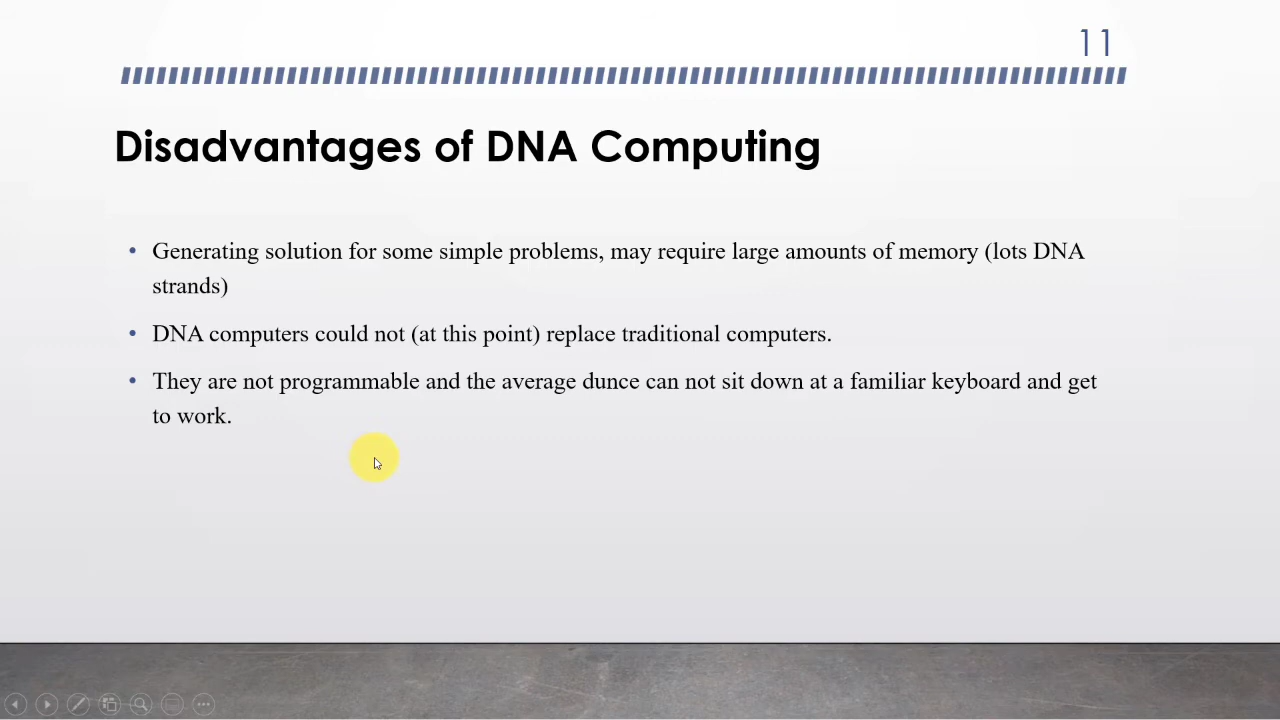 11
Disadvantages of DNA Computing
• Generating solution for some simple problems, may require large amounts of memory (lots DNA
strands)
• DNA computers could not (at this point) replace traditional computers.
• They are not programmable and the average dunce can not sit down at a familiar keyboard and get
to work.